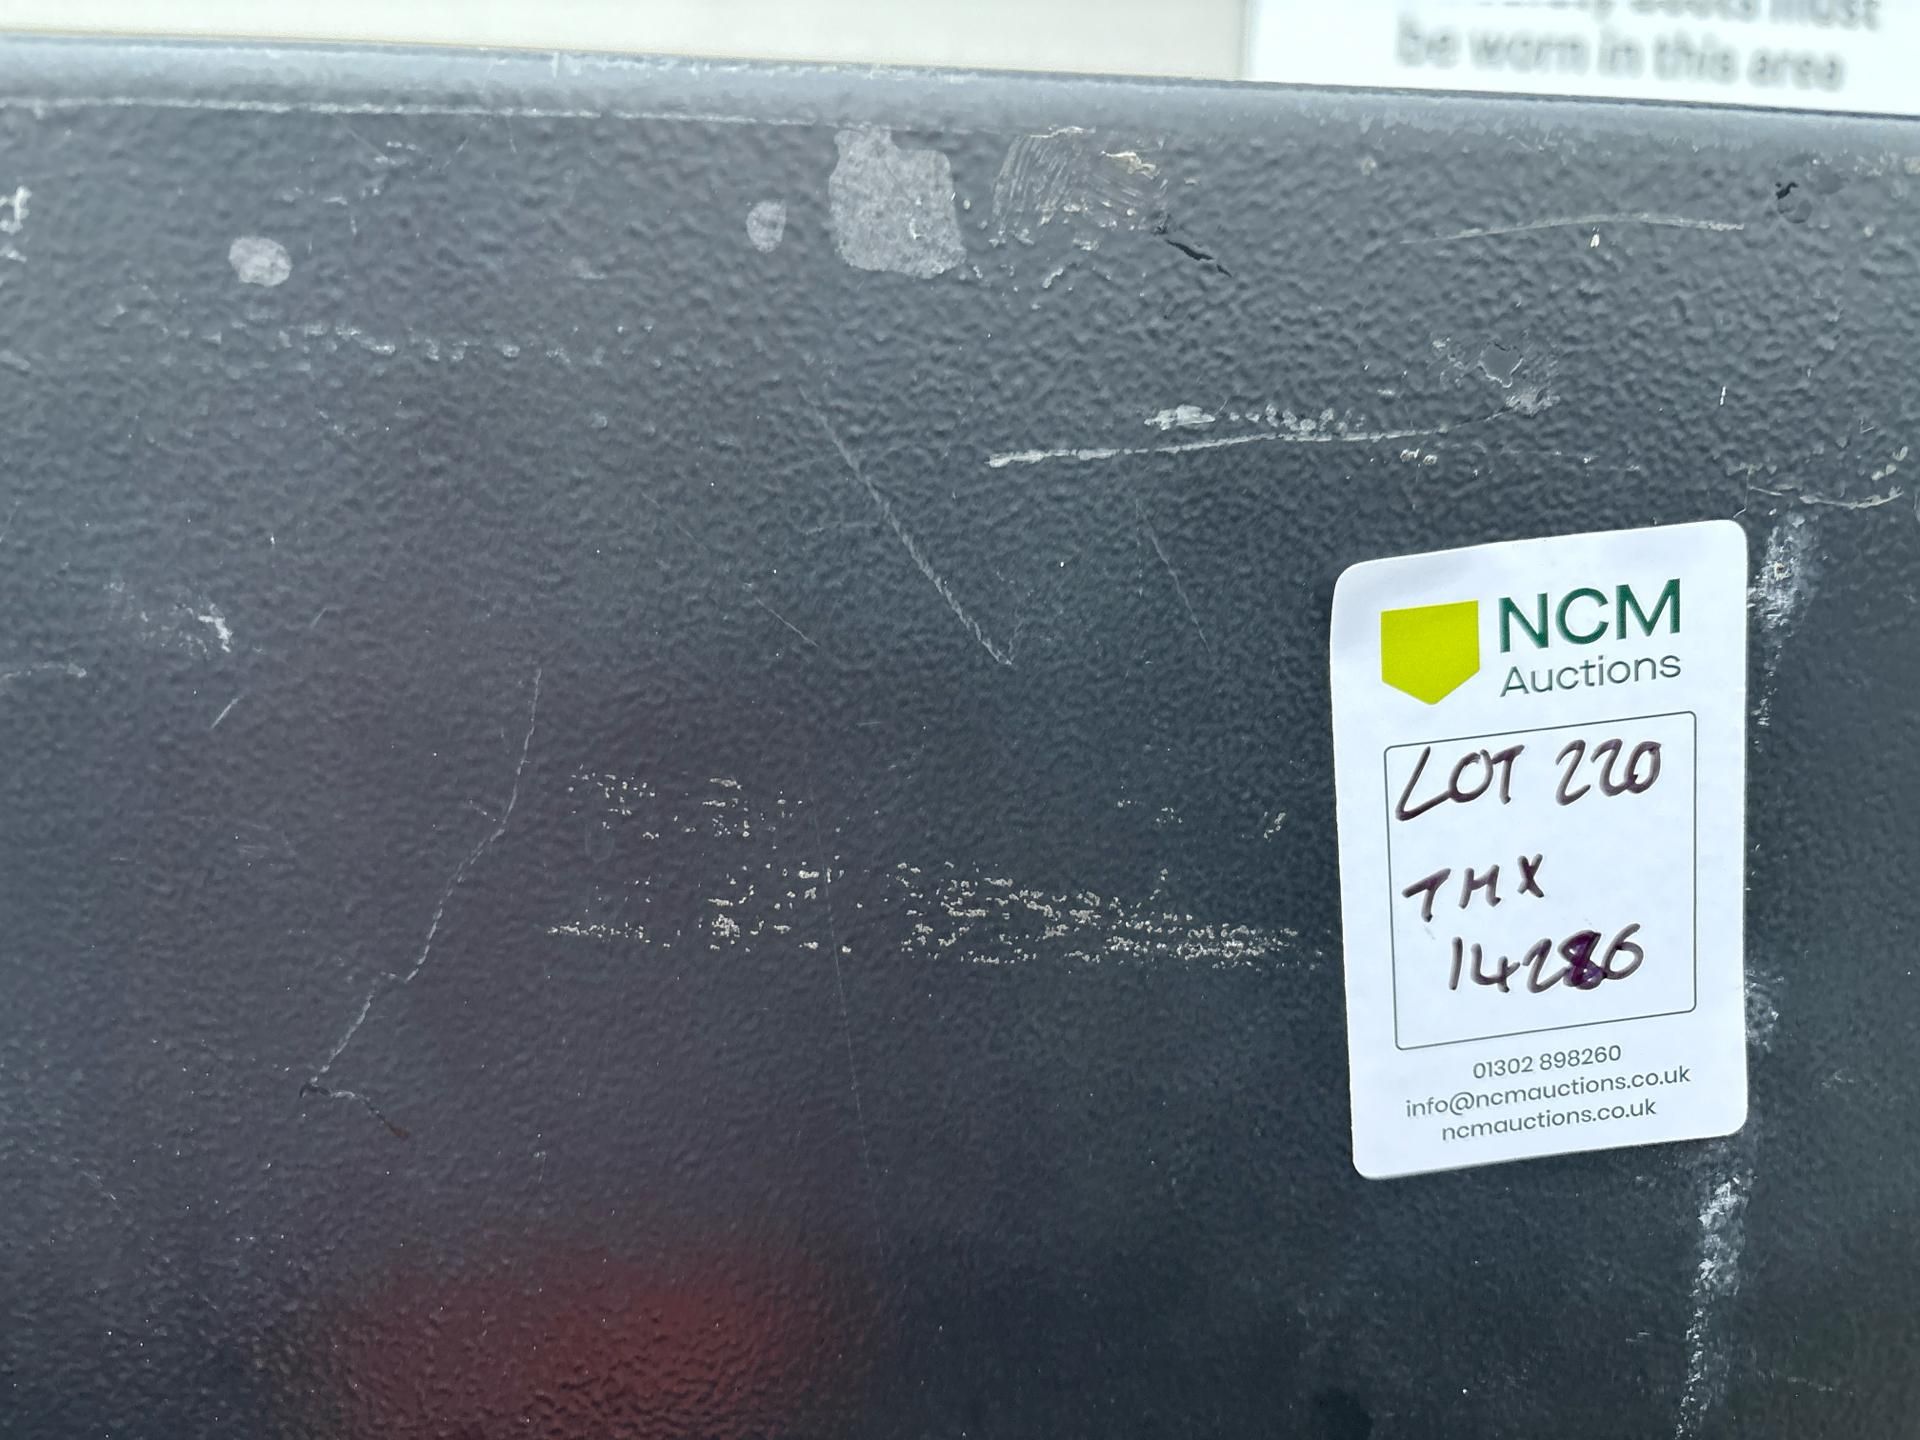 be worn in this area
NCM
Auctions
LOT 220
THX
14286
01302 898260
info@ncmauctions.co.uk
ncmauctions.co.uk